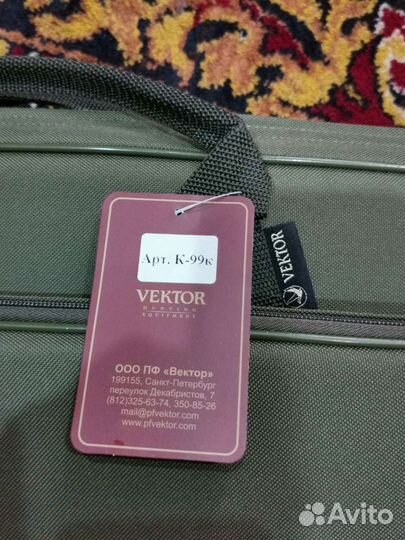 Арт. К-99к
VEKTOR
HUNTING
EQUIPMENT
ООО ПФ «Вектор»
199155, Санкт-Петербург
переулок Декабристов, 7
(812)325-63-74, 350-85-26
mail@pfvektor.com
www.pfvektor.com
VEKTOR
Avito